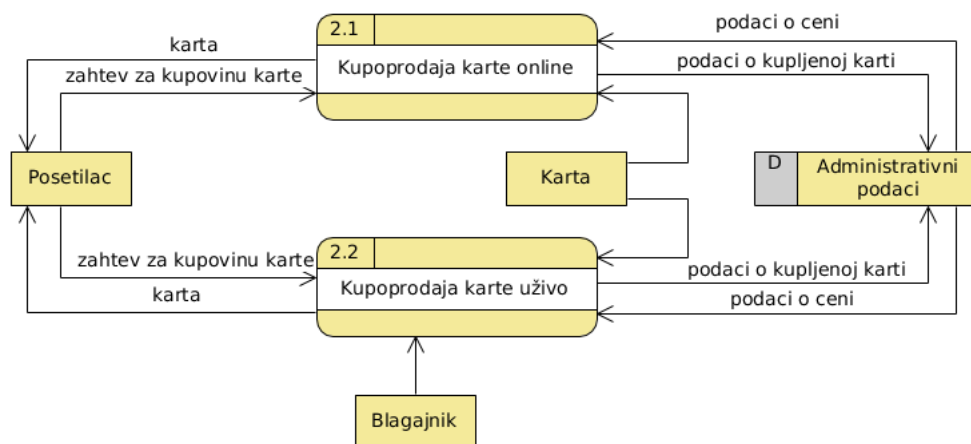 2.1
podaci o ceni
karta
Kupoprodaja karte online
podaci o kupljenoj karti
zahtev za kupovinu karte
Posetilac
Karta
D
Administrativni
podaci
2.2
zahtev za kupovinu karte
Kupoprodaja karte uživo
podaci o kupljenoj karti
karta
podaci o ceni
Blagajnik